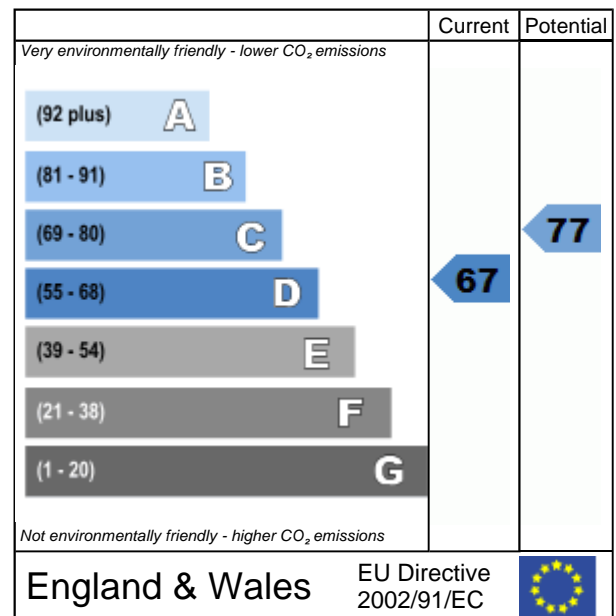 Current Potential
Very environmentally friendly - lower CO₂ emissions
(92 plus) A
(81 - 91) B
(69 - 80) C
77
(55 - 68) D
67
(39 - 54) E
(21 - 38) F
(1 - 20) G
Not environmentally friendly - higher CO₂ emissions
England & Wales
EU Directive
2002/91/EC